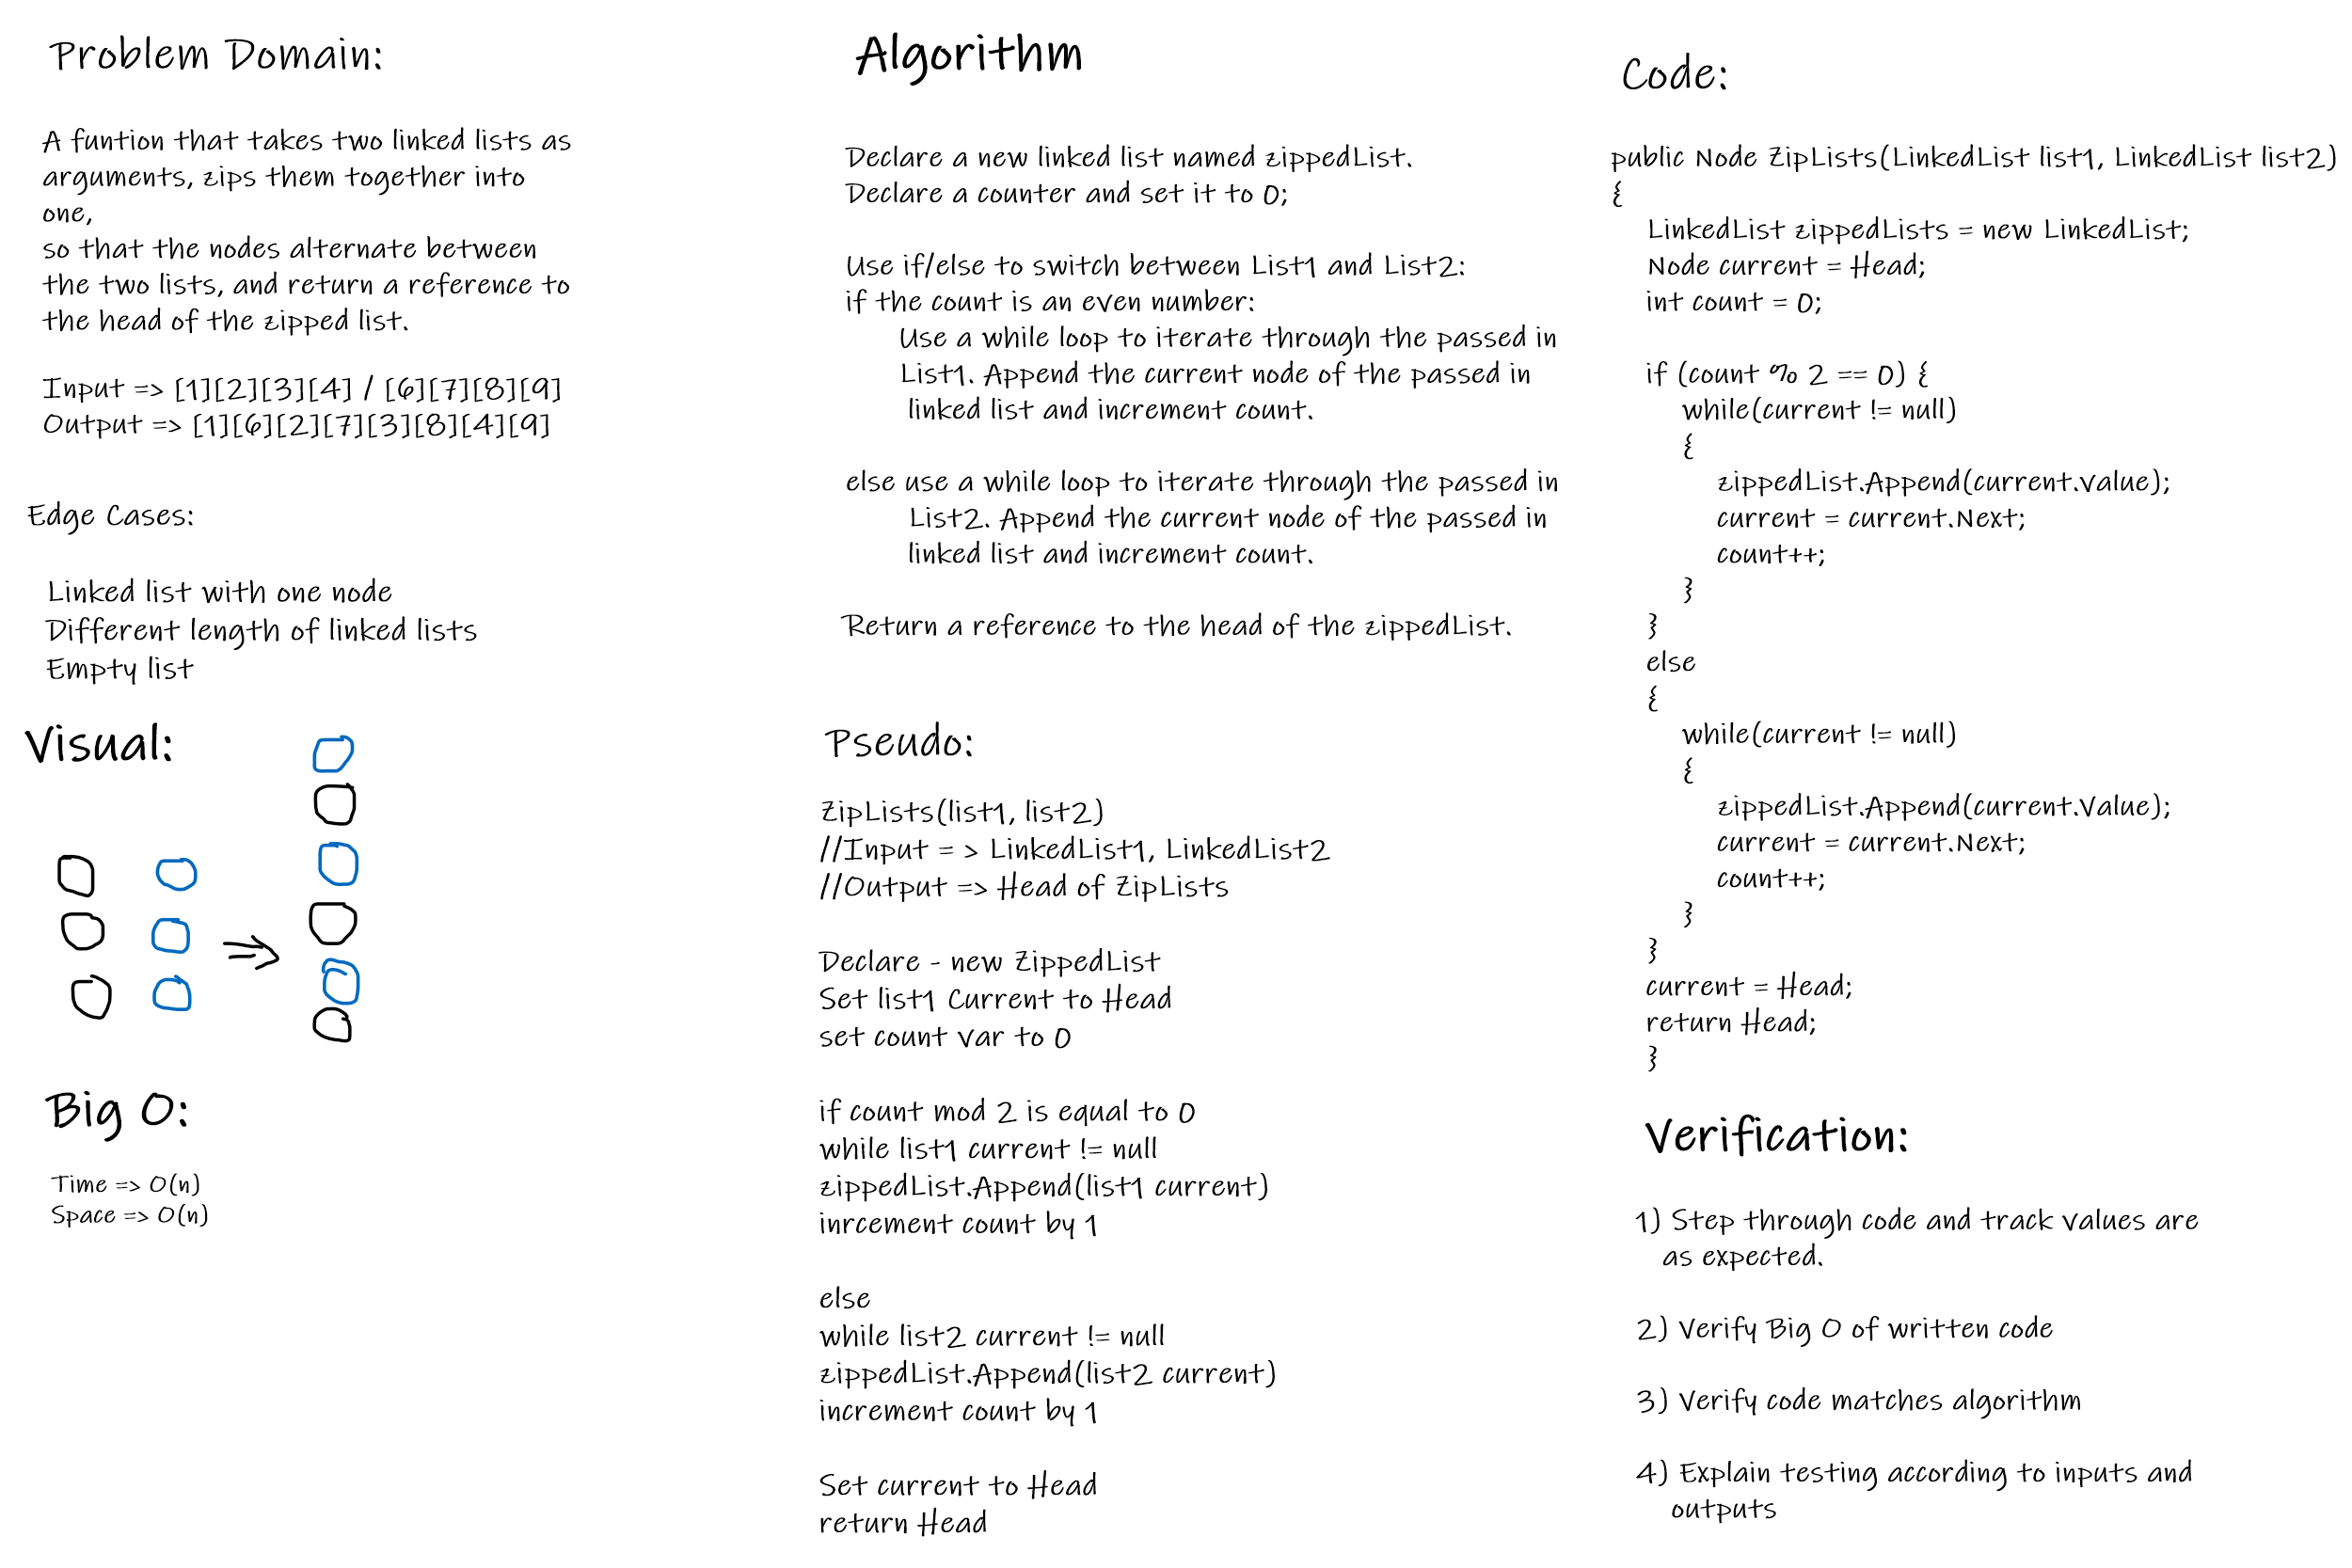 Problem Domain:
A funtion that takes two linked lists as
arguments, zips them together into
one,
so that the nodes alternate between
the two lists, and return a reference to
the head of the zipped list.
Input => [1][2][3][4] / [6][7][8][9]
Output => [1][6][2][7][3][8][4][9]
Edge Cases:
Linked list with one node
Different length of linked lists
Empty list
Visual:
Big O:
Time => O(n)
Space => O(n)
Algorithm
Declare a new linked list named zippedList.
Declare a counter and set it to 0;
Use if/else to switch between List1 and List2:
if the count is an even number:
Use a while loop to iterate through the passed in
List1. Append the current node of the passed in
linked list and increment count.
else use a while loop to iterate through the passed in
List2. Append the current node of the passed in
linked list and increment count.
Return a reference to the head of the zippedList.
Pseudo:
ZipLists(list1, list2)
//Input = > LinkedList1, LinkedList2
//Output => Head of ZipLists
Declare - new ZippedList
Set list1 Current to Head
set count var to 0
if count mod 2 is equal to 0
while list1 current != null
zippedList.Append(list1 current)
inrcement count by 1
else
while list2 current != null
zippedList.Append(list2 current)
increment count by 1
Set current to Head
return Head
Code:
public Node ZipLists(LinkedList list1, LinkedList list2)
{
LinkedList zippedLists = new LinkedList;
Node current = Head;
int count = 0;
if (count % 2 == 0) {
while(current != null)
{
zippedList.Append(current.value);
current = current.Next;
count++;
}
}
else
{
while(current != null)
{
zippedList.Append(current.Value);
current = current.Next;
count++;
}
}
current = Head;
return Head;
}
Verification:
1) Step through code and track values are
as expected.
2) Verify Big O of written code
3) Verify code matches algorithm
4) Explain testing according to inputs and
outputs